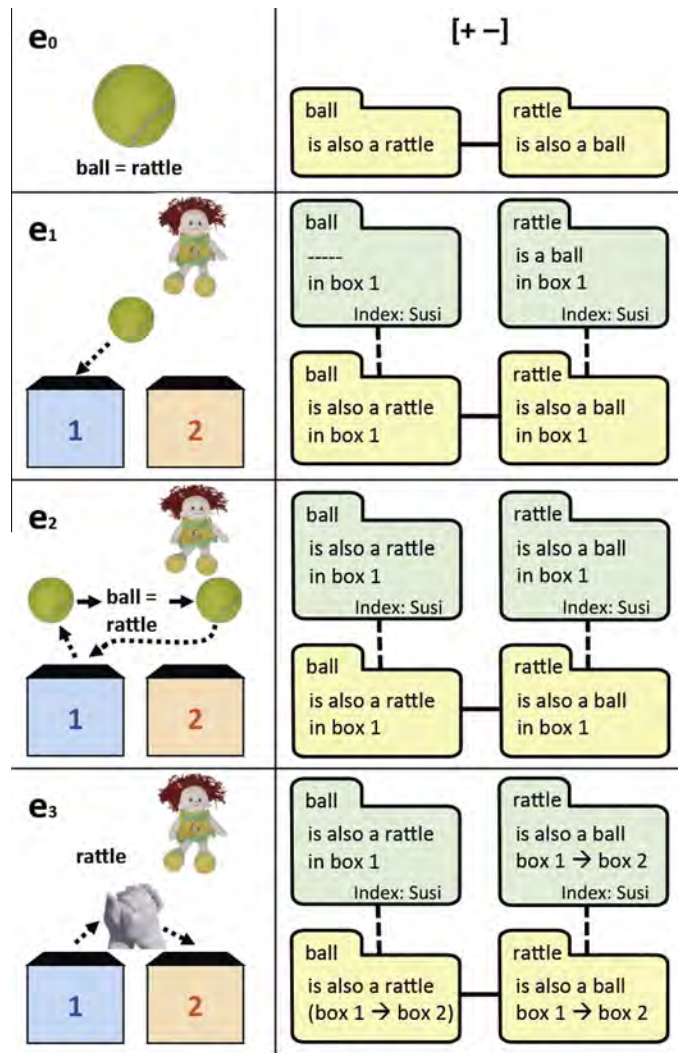 e0
ball = rattle
[+ −]
ball
is also a rattle
rattle
is also a ball
e1
1
2
ball
-----
in box 1
Index: Susi
rattle
is a ball
in box 1
Index: Susi
ball
is also a rattle
in box 1
rattle
is also a ball
in box 1
e2
ball =
rattle
1
2
ball
is also a rattle
in box 1
Index: Susi
rattle
is also a ball
in box 1
Index: Susi
ball
is also a rattle
in box 1
rattle
is also a ball
in box 1
e3
rattle
1
2
ball
is also a rattle
in box 1
Index: Susi
rattle
is also a ball
box 1 → box 2
Index: Susi
ball
is also a rattle
(box 1 → box 2)
rattle
is also a ball
box 1 → box 2